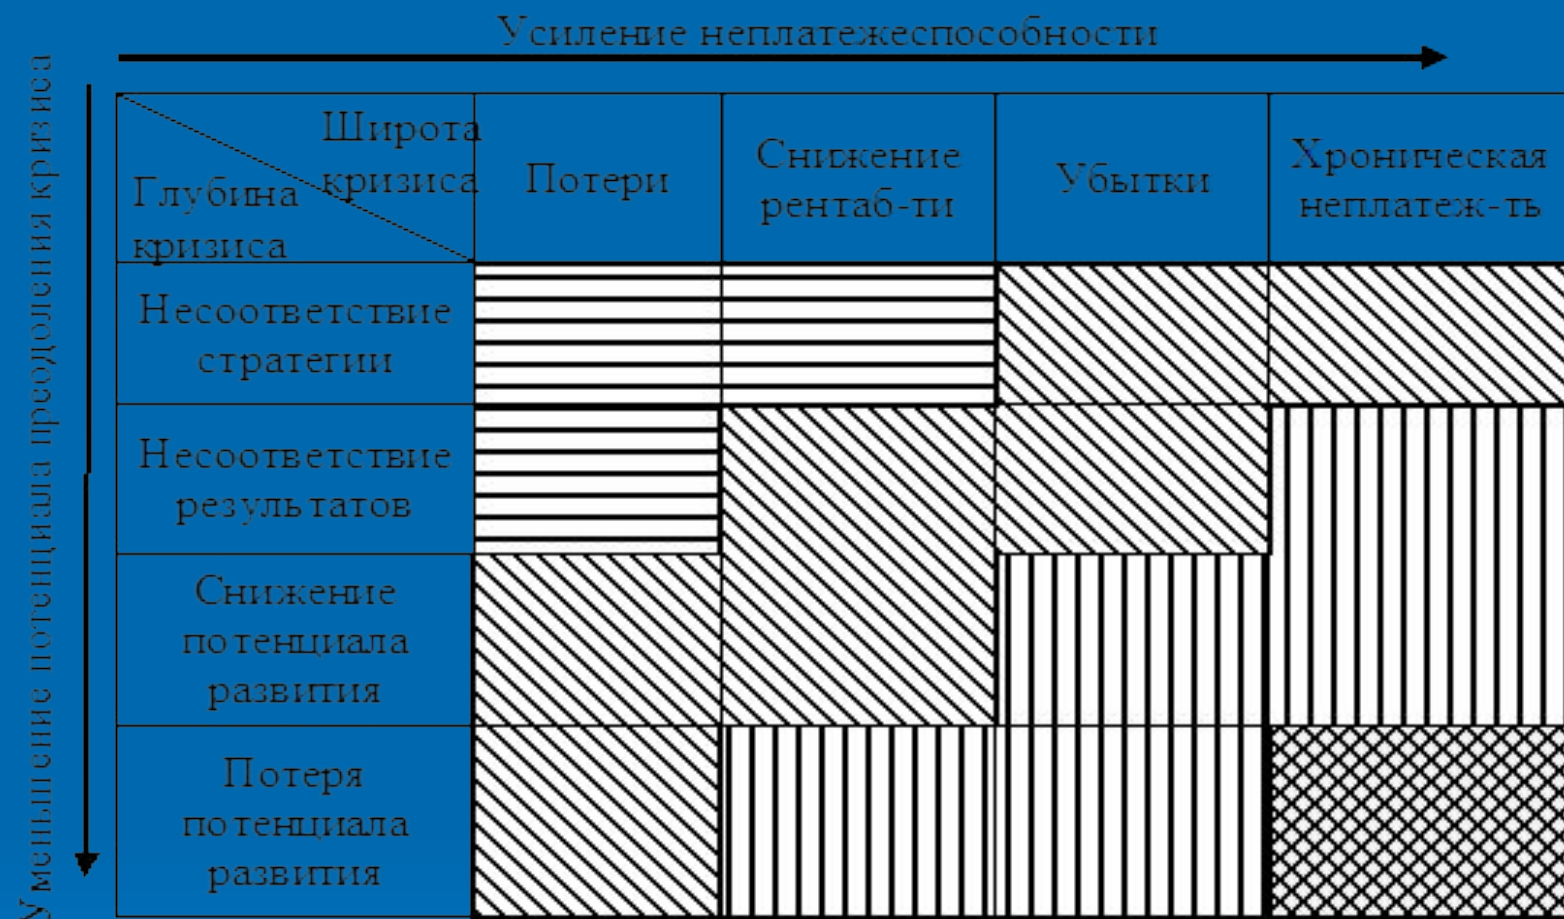 Усиление неплатежеспособности
Уменьшение потенциала преодоления кризиса
Широта
кризиса
Глубина
кризиса
Потери
Снижение
рентаб-ти
Убытки
Хроническая
неплатеж-ть
Несоответствие
стратегии
Несоответствие
результатов
Снижение
потенциала
развития
Потеря
потенциала
развития